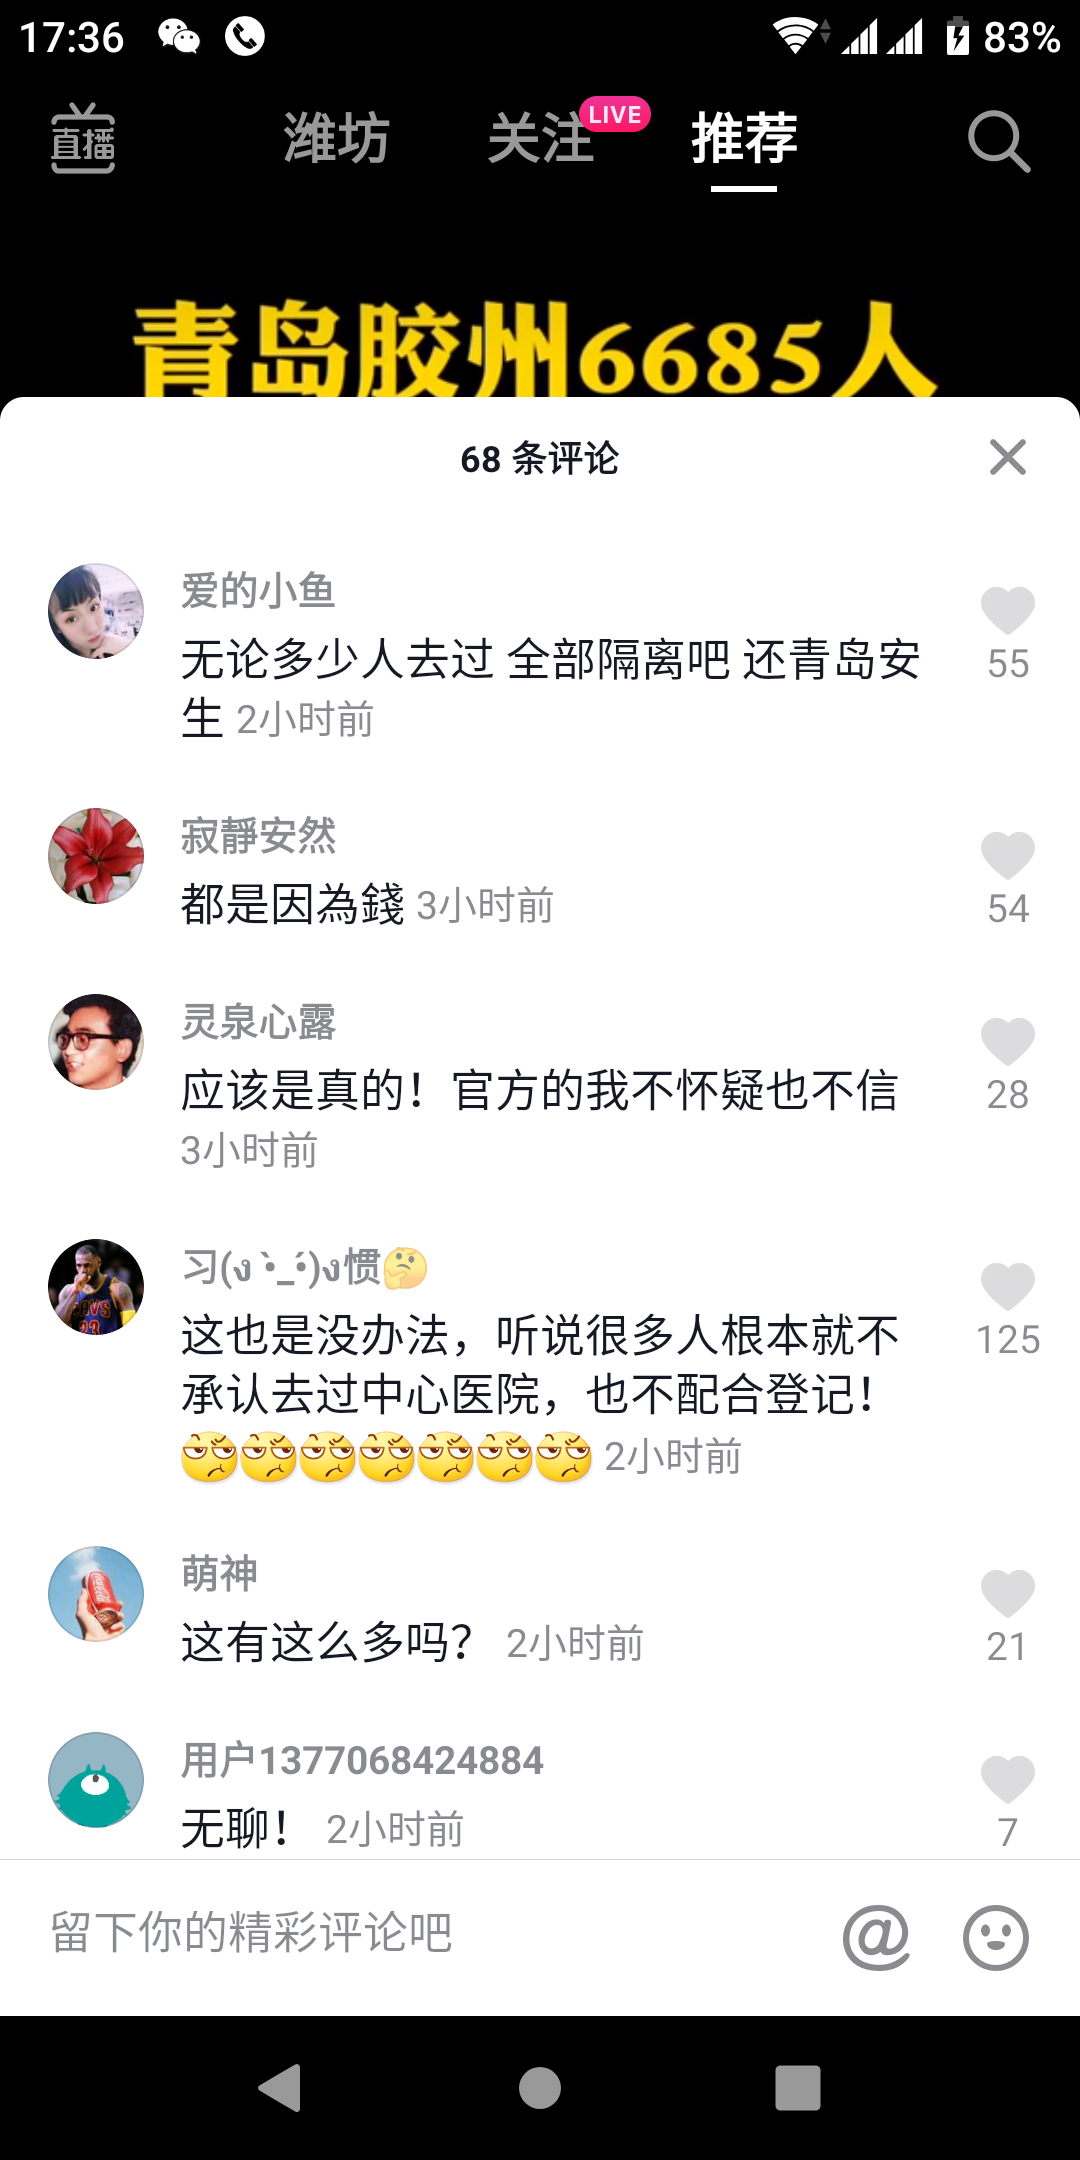 17:36
83%
直播
潍坊
关注
LIVE
推荐
青岛胶州6685人
68 条评论
爱的小鱼
无论多少人去过 全部隔离吧 还青岛安
生 2小时前
55
寂靜安然
都是因為錢 3小时前
54
灵泉心露
应该是真的！官方的我不怀疑也不信
3小时前
28
习(ง •̀_•́)ง惯🤔
这也是没办法，听说很多人根本就不
承认去过中心医院，也不配合登记！
2小时前
125
萌神
这有这么多吗？ 2小时前
21
用户1377068424884
无聊！ 2小时前
7
留下你的精彩评论吧
@